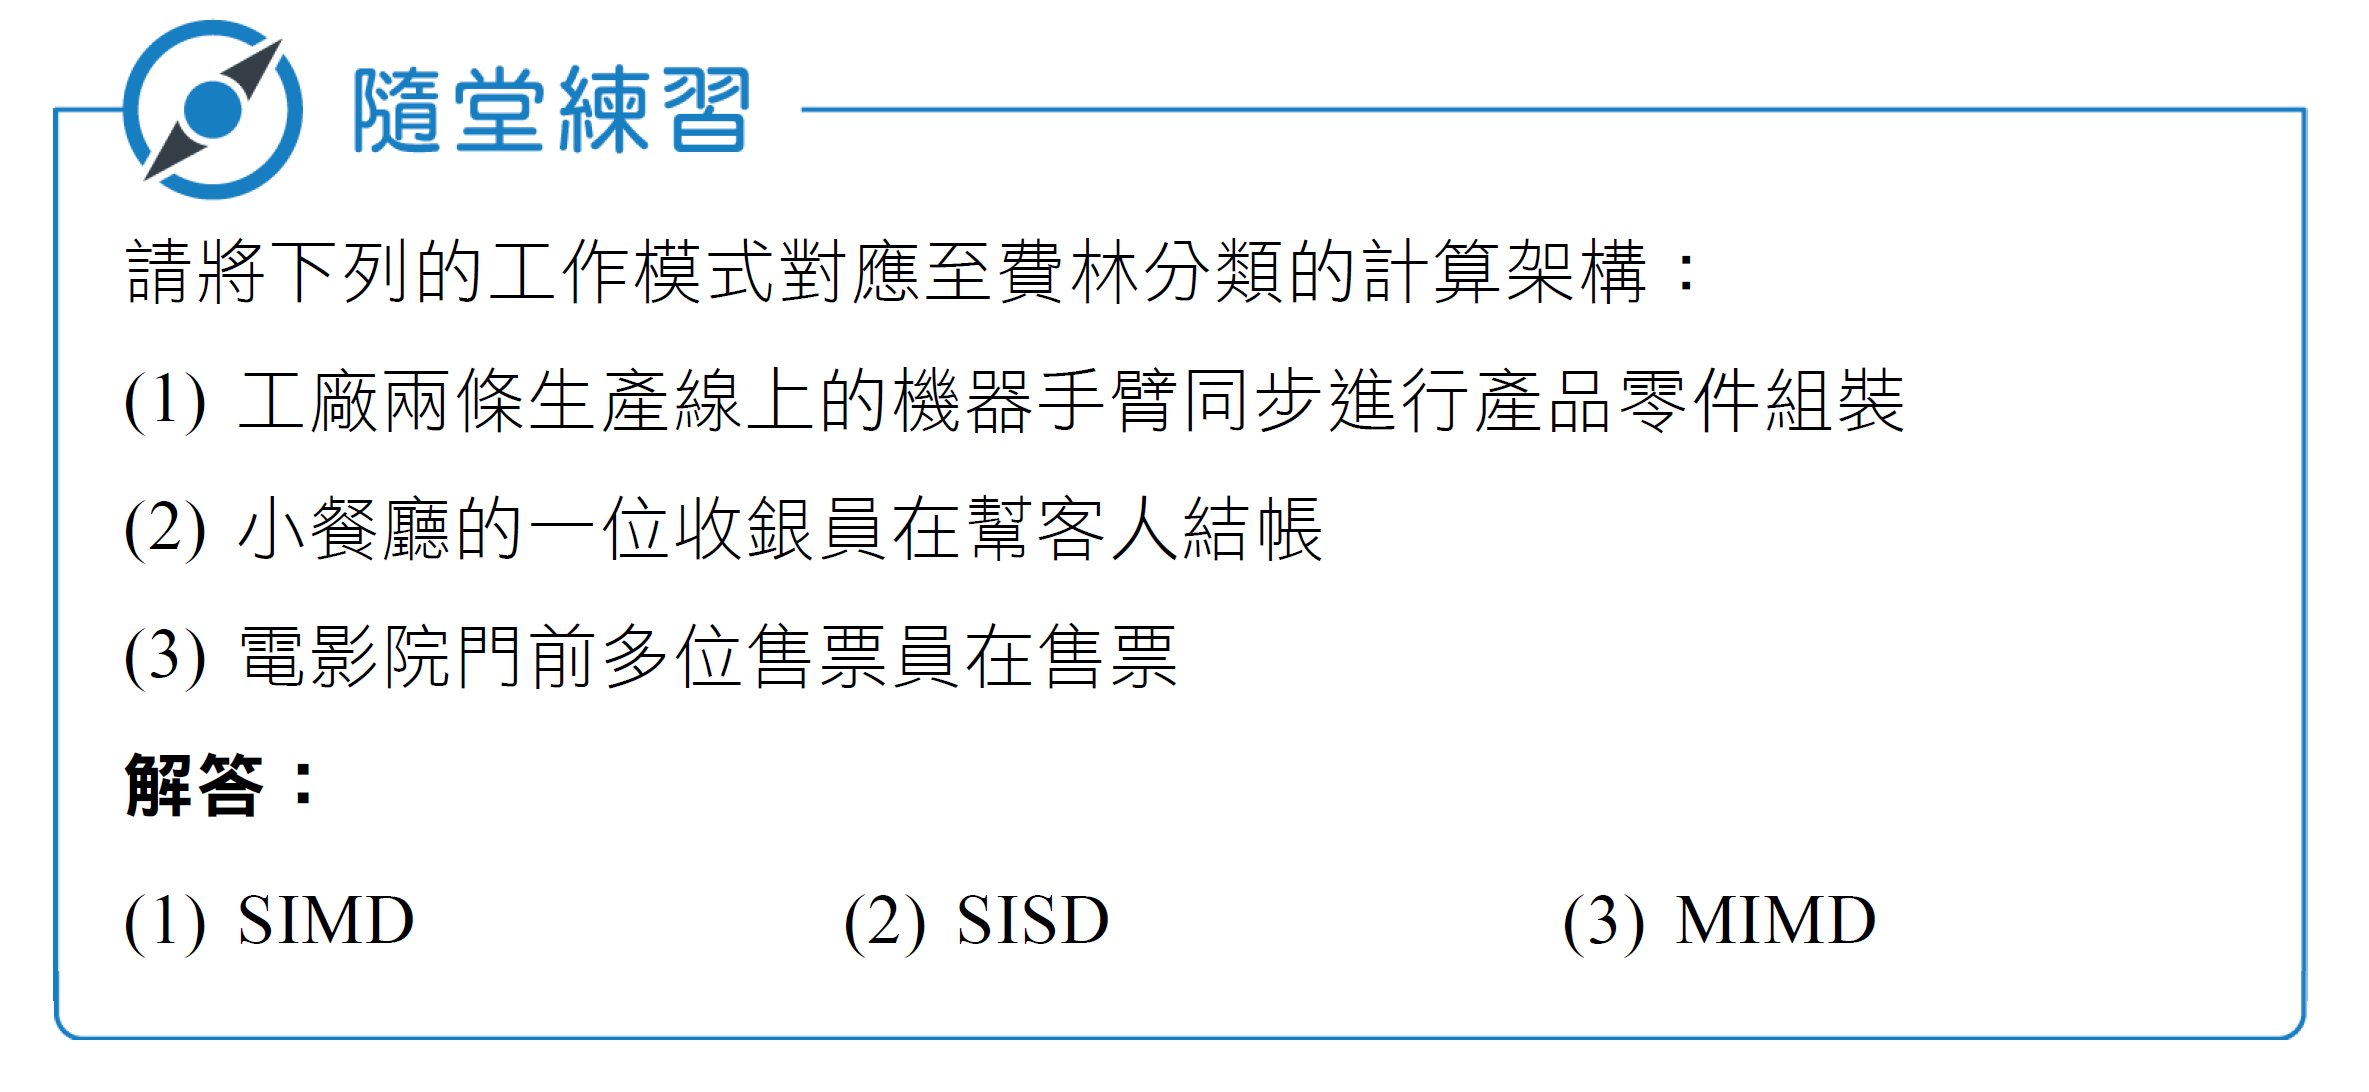 隨堂練習
請將下列的工作模式對應至費林分類的計算架構：
(1) 工廠兩條生產線上的機器手臂同步進行產品零件組裝
(2) 小餐廳的一位收銀員在幫客人結帳
(3) 電影院門前多位售票員在售票
解答：
(1) SIMD (2) SISD (3) MIMD